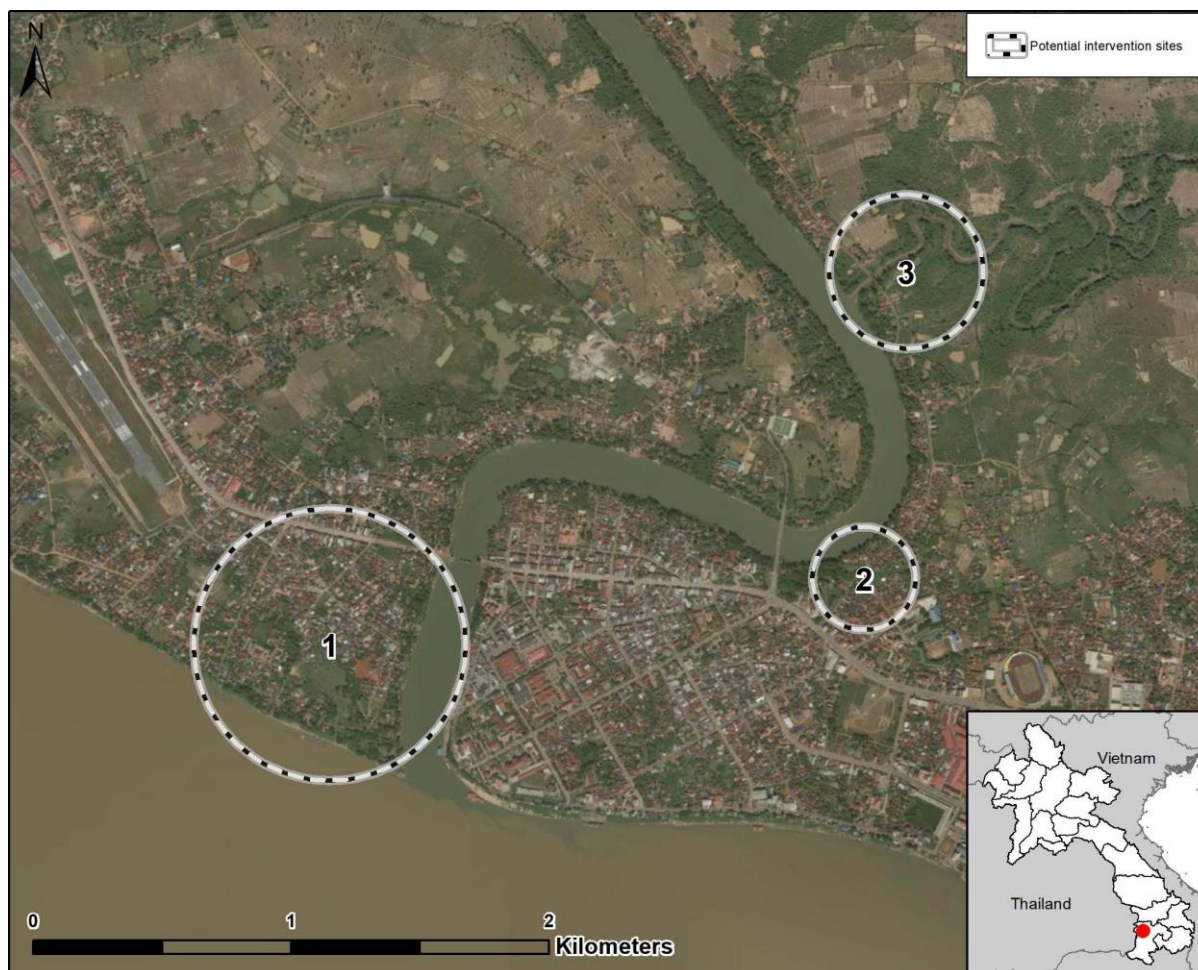 N
Potential intervention sites
3
2
1
0 1 2
Kilometers
Vietnam
Thailand